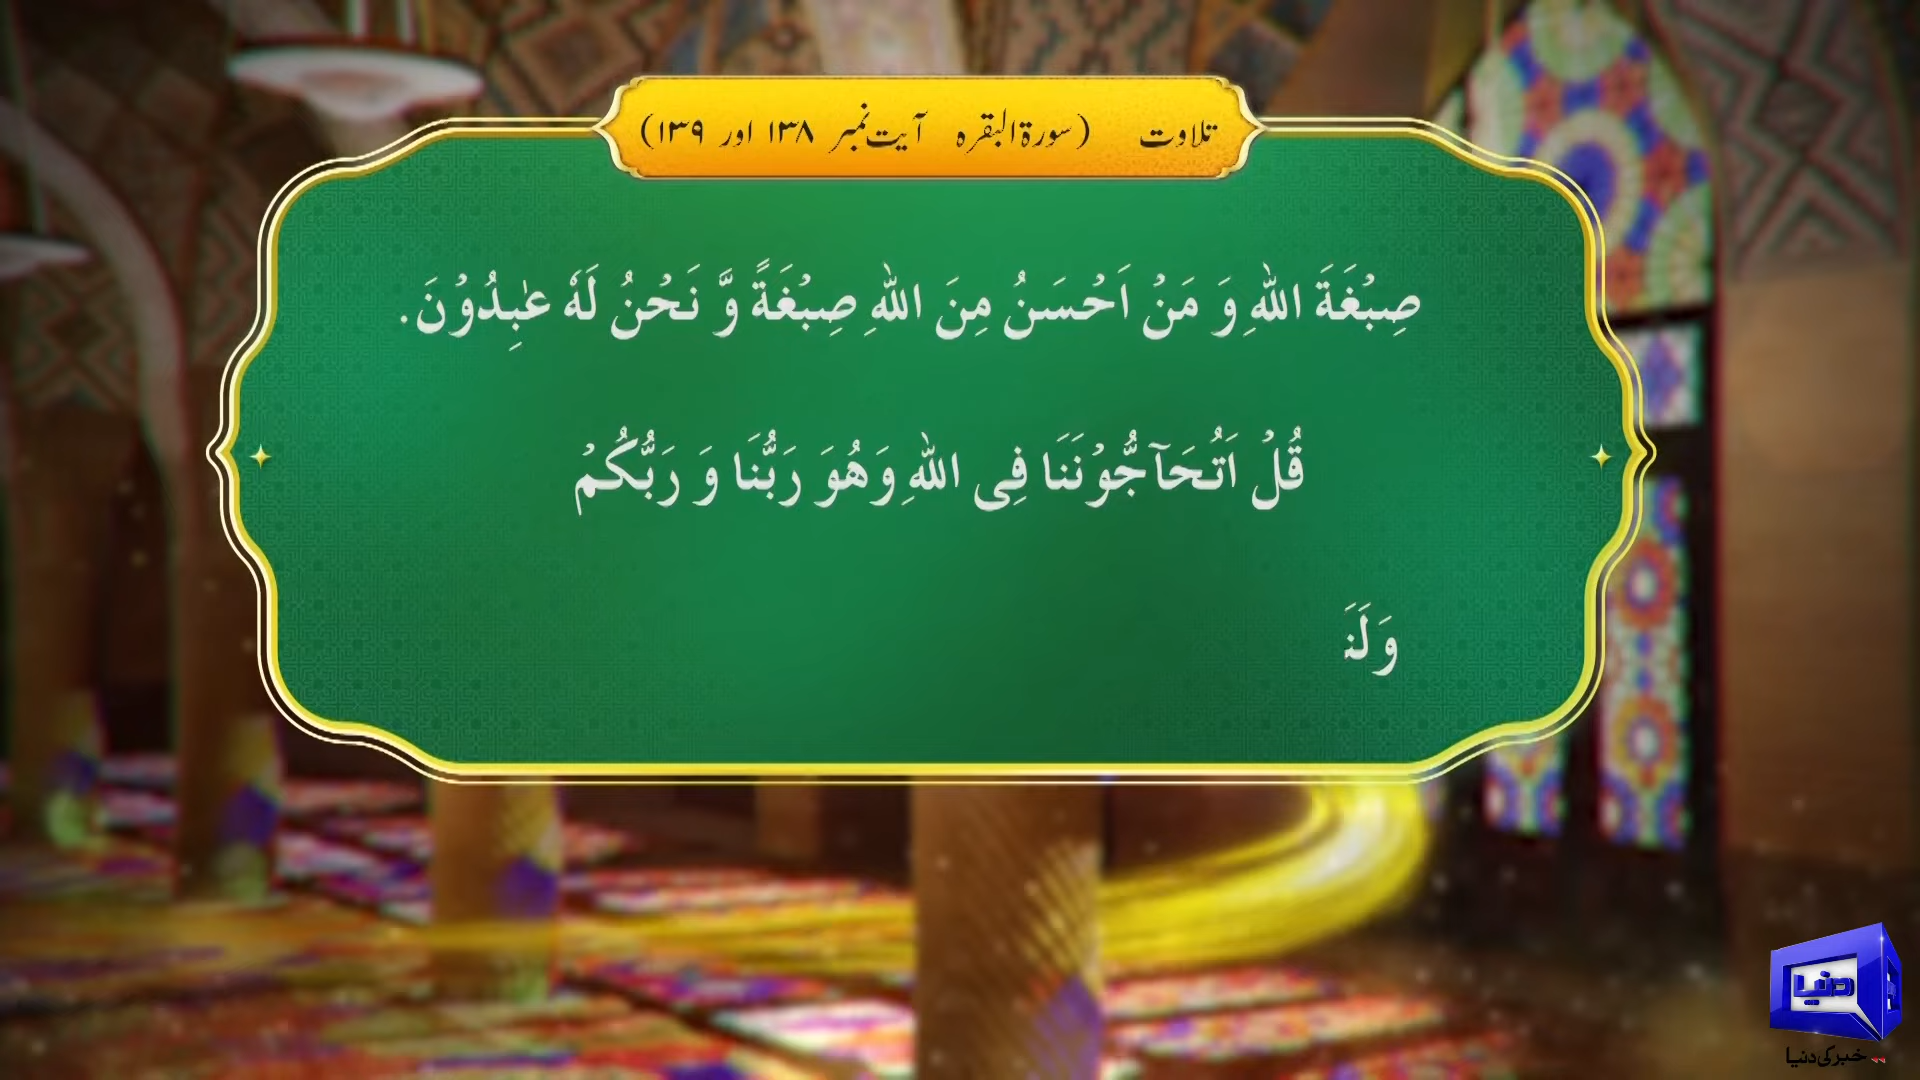 تلاوت (سورۃ البقرہ آیت نمبر ۱۳۸ اور ۱۳۹)
صِبْغَةَ اللّٰهِ وَ مَنْ اَحْسَنُ مِنَ اللّٰهِ صِبْغَةً وَّ نَحْنُ لَهٗ عٰبِدُوْنَ.
قُلْ اَتُحَآجُّوْنَنَا فِی اللّٰهِ وَهُوَ رَبُّنَا وَ رَبُّكُمْ
وَلَنَ
دنیا
خبر کی دنیا